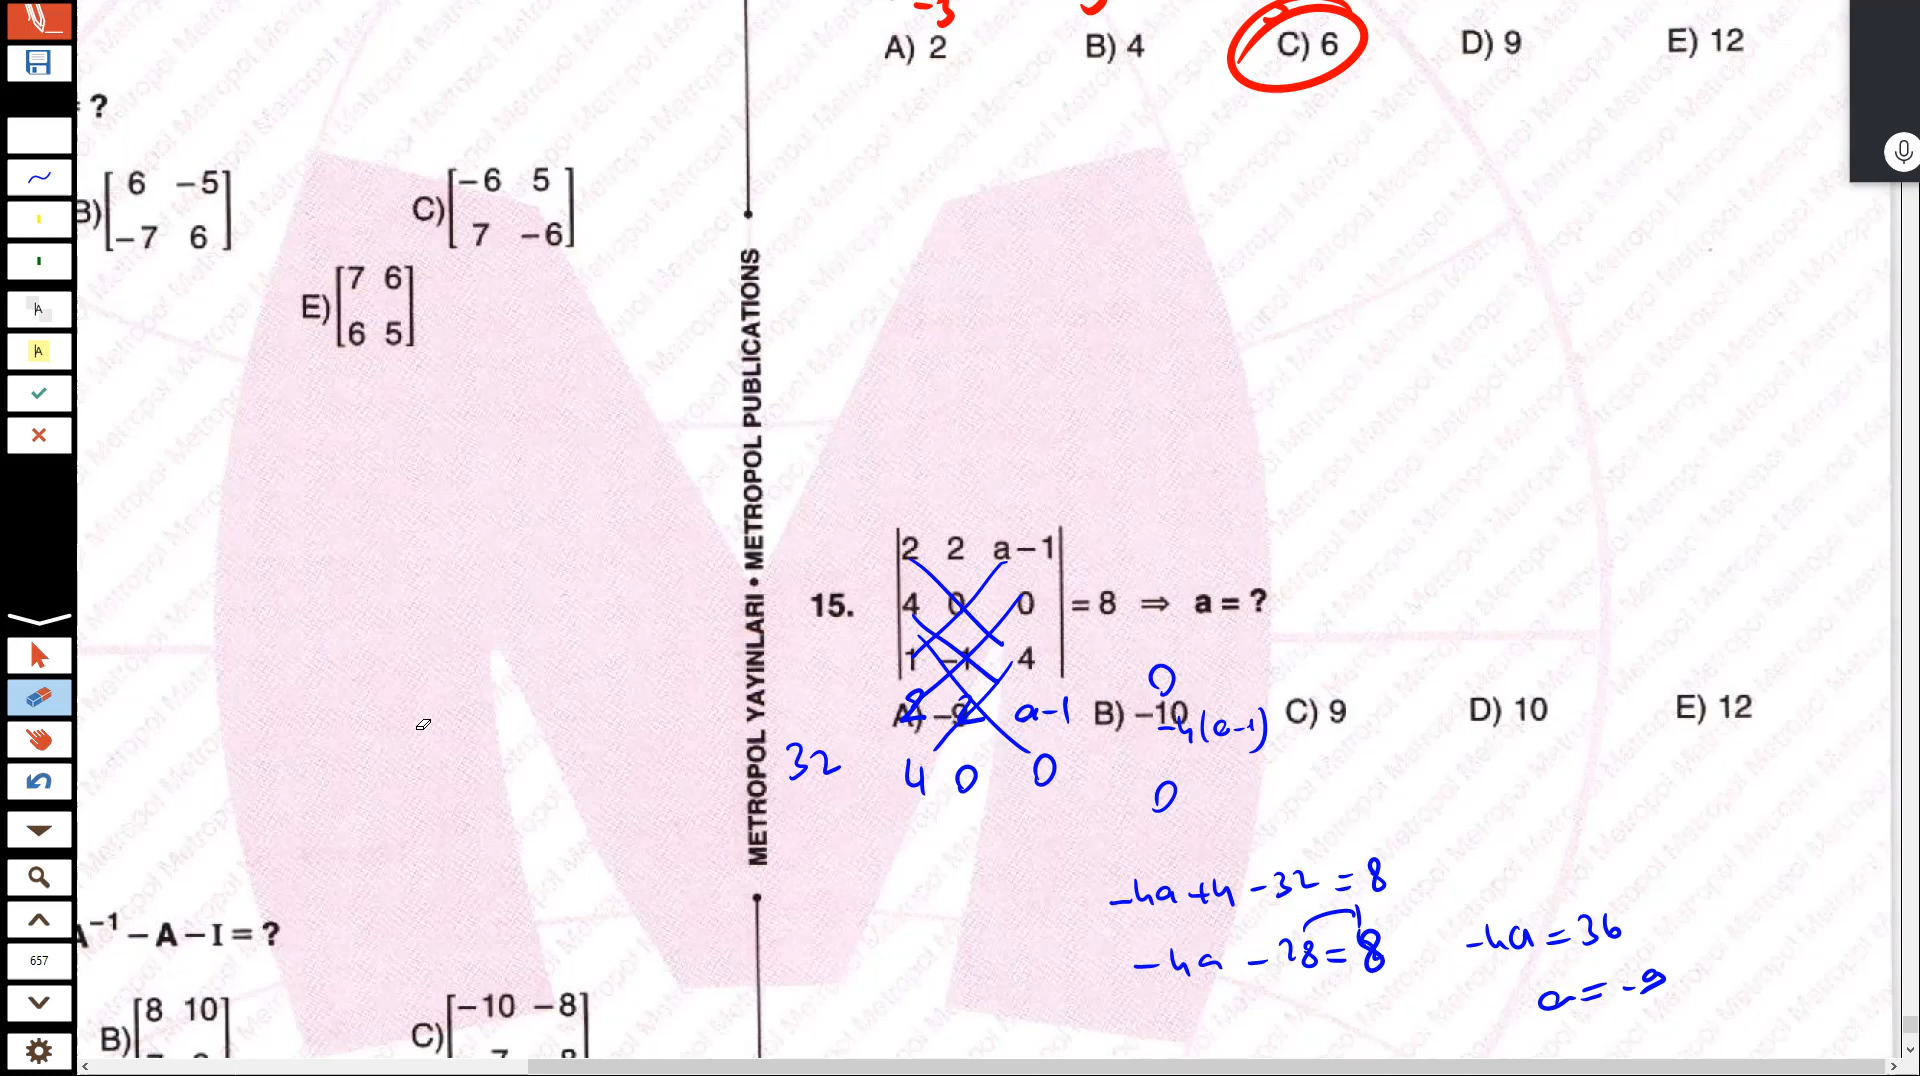 -3
A) 2 B) 4 C) 6 D) 9 E) 12
= ?
B) [6 -5]
[-7 6]
C) [-6 5]
[7 -6]
E) [7 6]
[6 5]
A⁻¹ – A – I = ?
B) [8 10]
C) [-10 -8]
METROPOL YAYINLARI • METROPOL PUBLICATIONS
15. |2 2 a – 1|
|4 0 0| = 8 ⇒ a = ?
|1 –1 4|
A) –9 B) –10 C) 9 D) 10 E) 12
2 2 a-1
4 0 0
32
0
-4(a-1)
0
-4a+4-32=8
-4a-28=8
-4a=36
a=-9
657